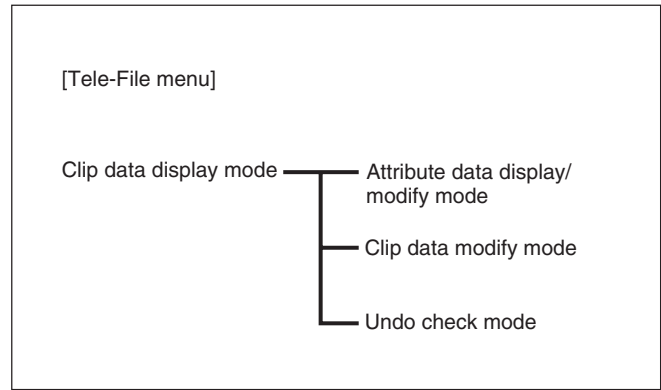 [Tele-File menu]
Clip data display mode
Attribute data display/
modify mode
Clip data modify mode
Undo check mode